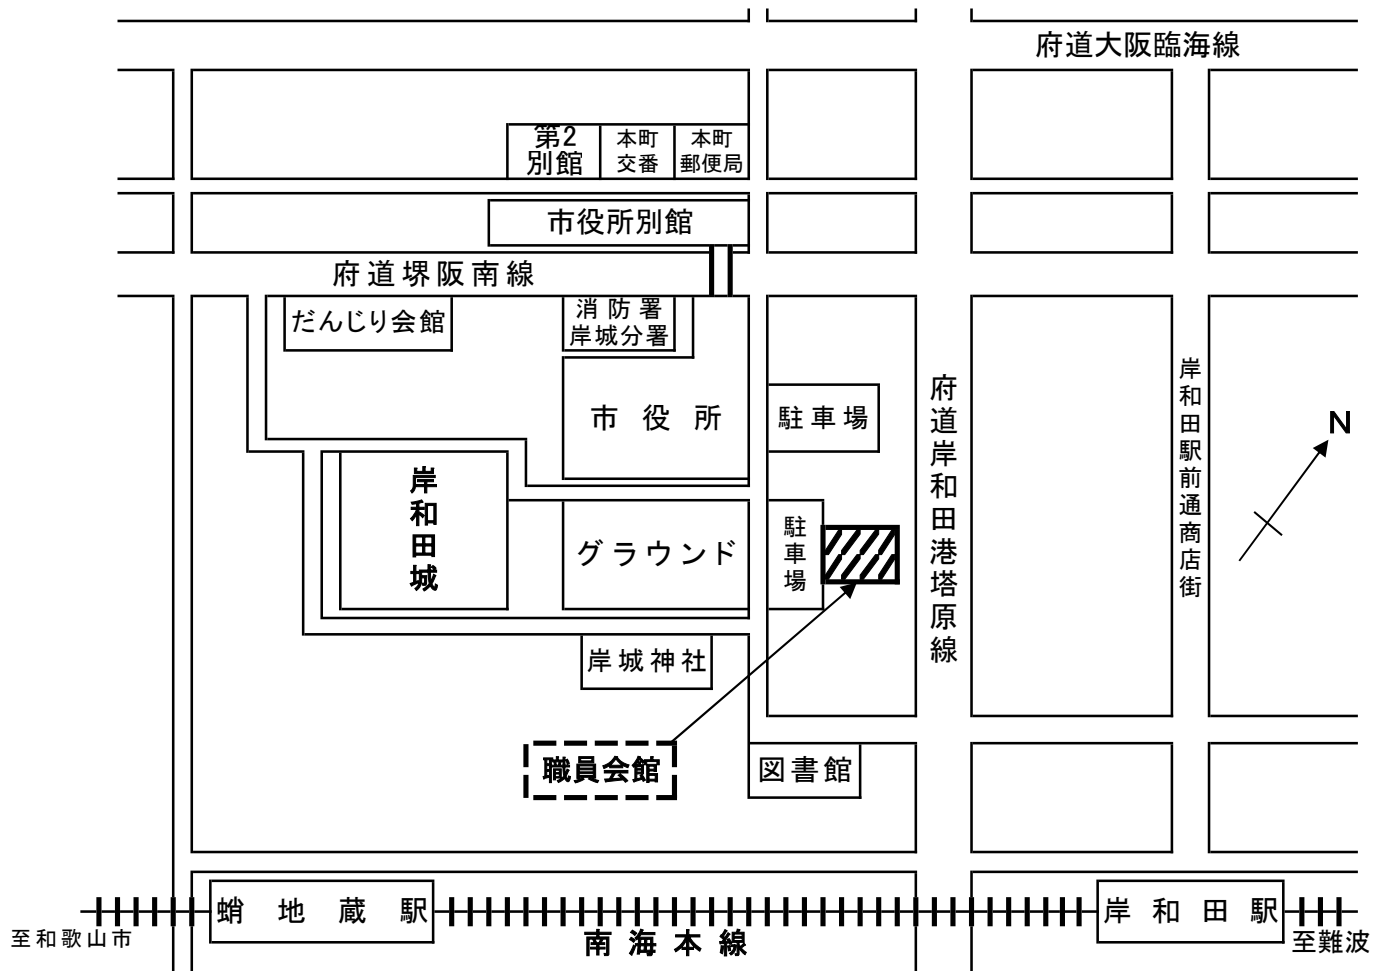 府道大阪臨海線
第2
別館
本町
交番
本町
郵便局
市役所別館
府道堺阪南線
だんじり会館
消防署
岸城分署
市役所
駐車場
府道岸和田港塔原線
岸和田駅前通商店街
N
岸和田城
グラウンド
駐車場
岸城神社
職員会館
図書館
蛸地蔵駅
岸和田駅
至和歌山市
南海本線
至難波